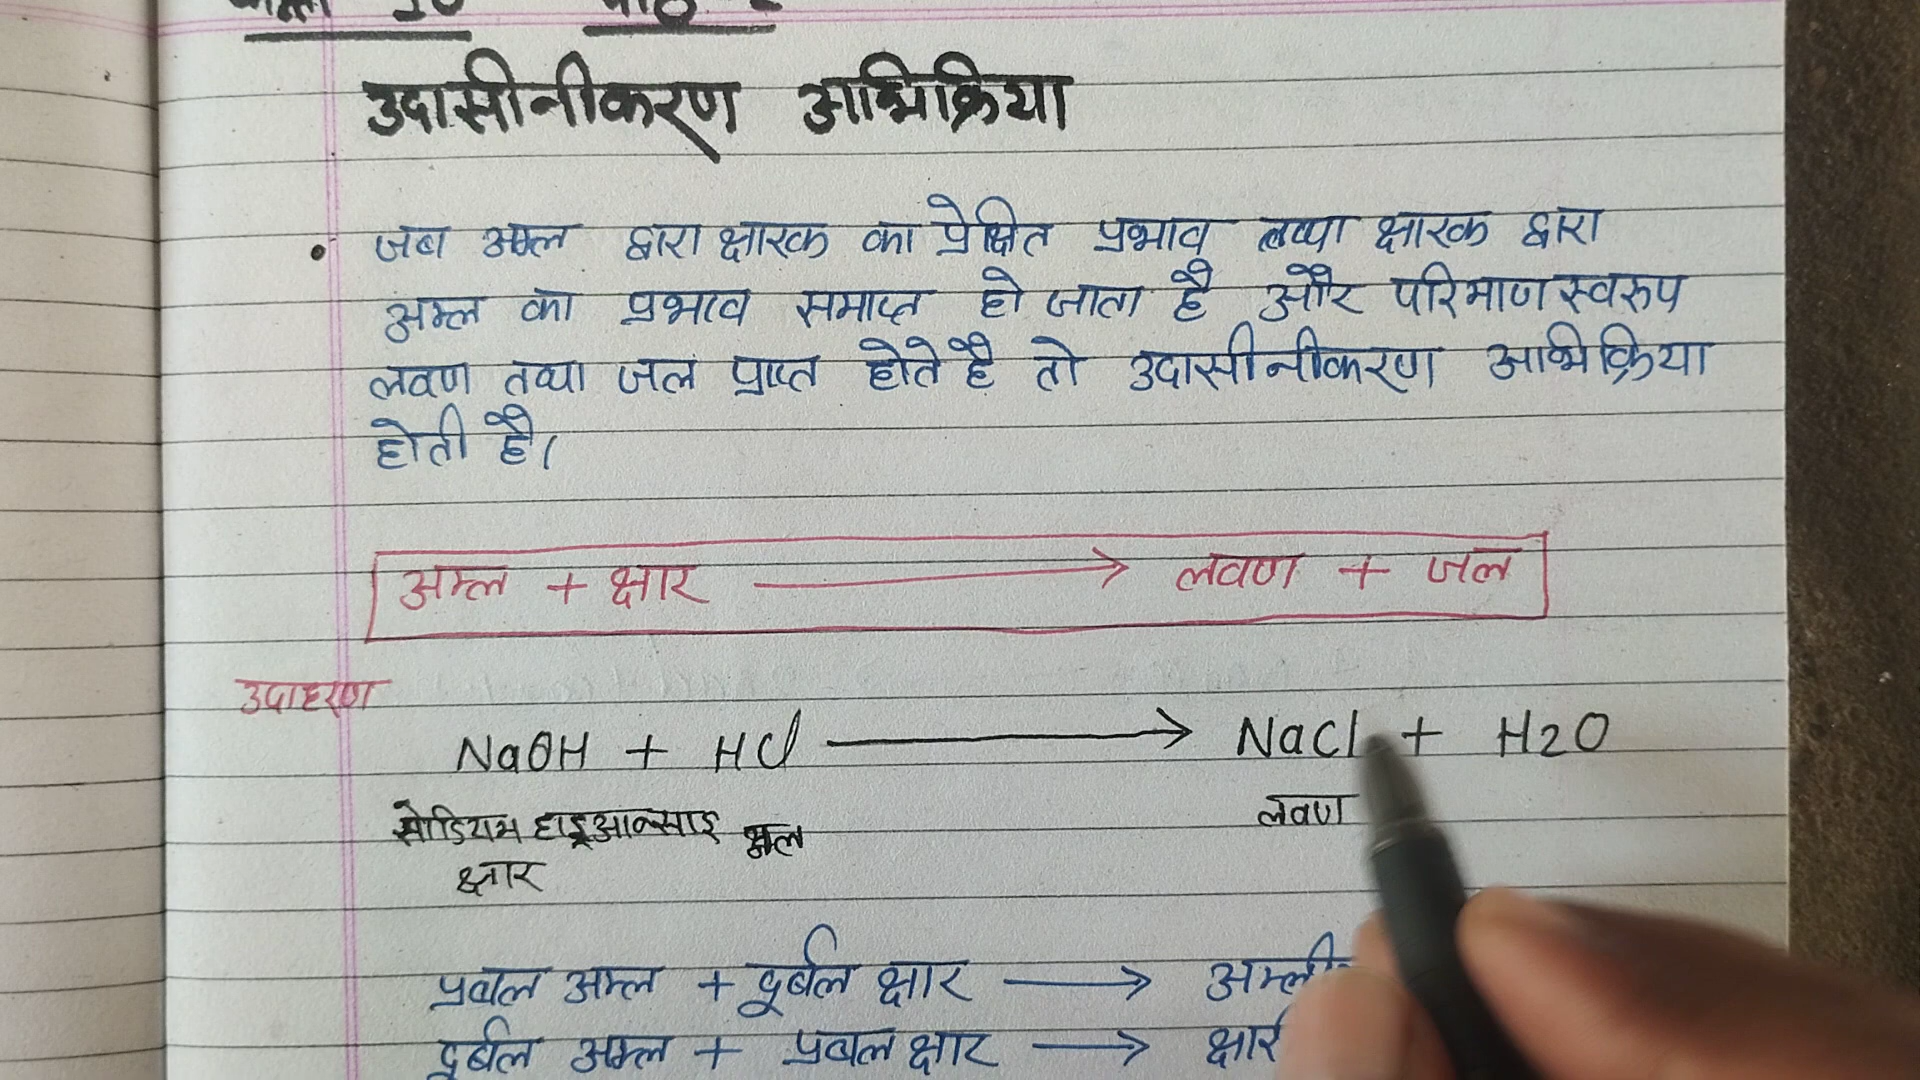 उदासीनीकरण अभिक्रिया
• जब अम्ल द्वारा क्षारक का प्रेक्षित प्रभाव तथा क्षारक द्वारा
अम्ल का प्रभाव समाप्त हो जाता है और परिमाणस्वरुप
लवण तथा जल प्राप्त होते है तो उदासीनीकरण अभिक्रिया
होती है।
अम्ल + क्षार ⟶ लवण + जल
उदाहरण
NaOH + HCl ⟶ NaCl + H2O
सोडियम हाइड्रआक्साइ अम्ल लवण
क्षार
प्रबल अम्ल + दुर्बल क्षार ⟶
दुर्बल अम्ल + प्रबल क्षार ⟶